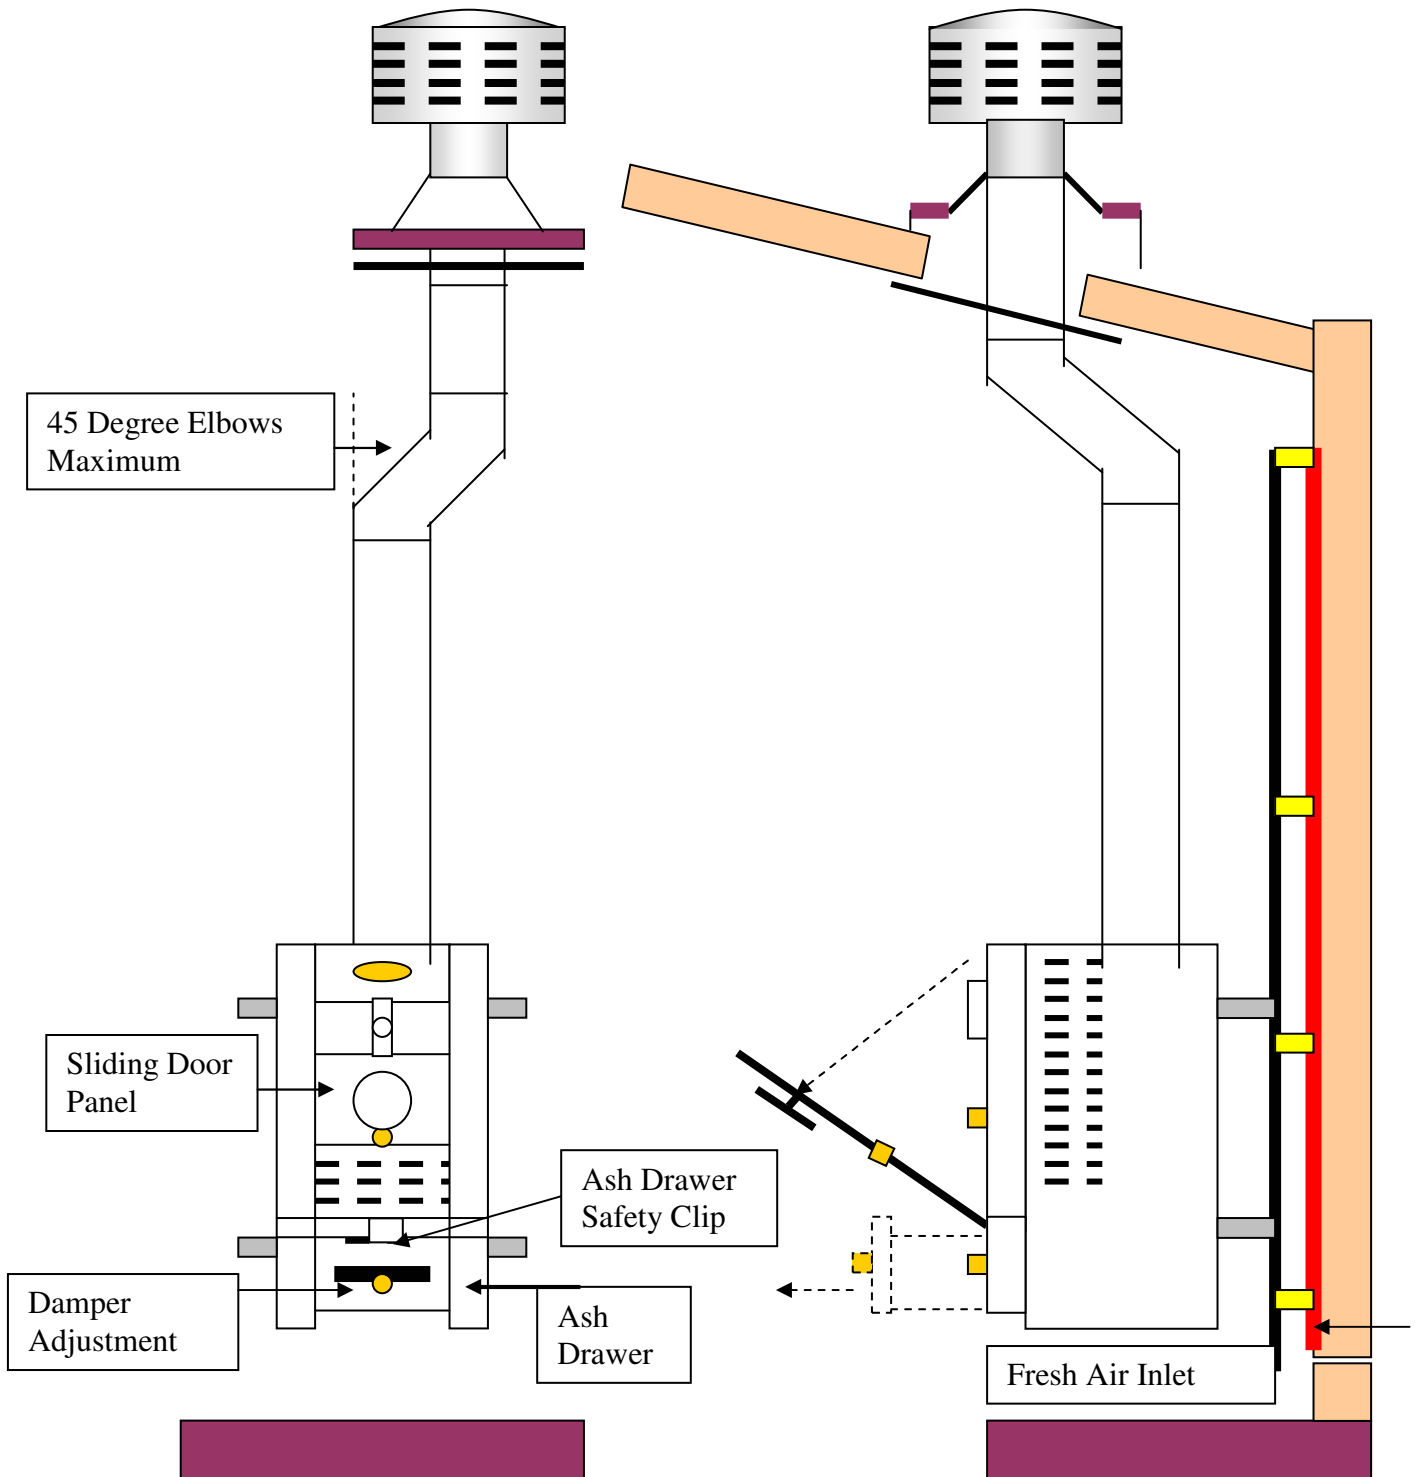 45 Degree Elbows
Maximum
Sliding Door
Panel
Ash Drawer
Safety Clip
Damper
Adjustment
Ash
Drawer
Fresh Air Inlet